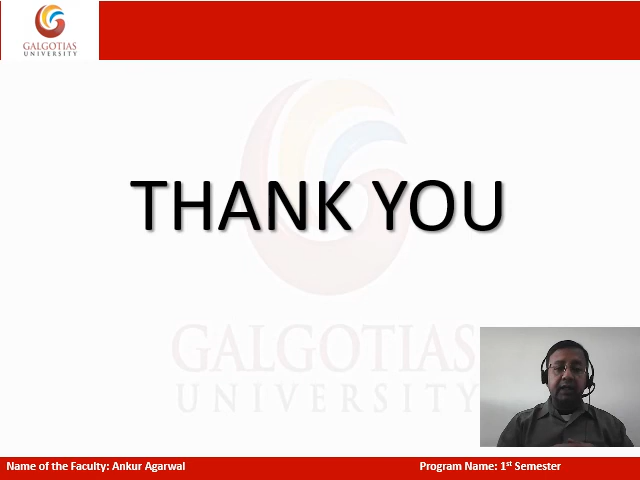 GALGOTIAS
UNIVERSITY
THANK YOU
GALGOTIAS
UNIVERSITY
Name of the Faculty: Ankur Agarwal
Program Name: 1st Semester